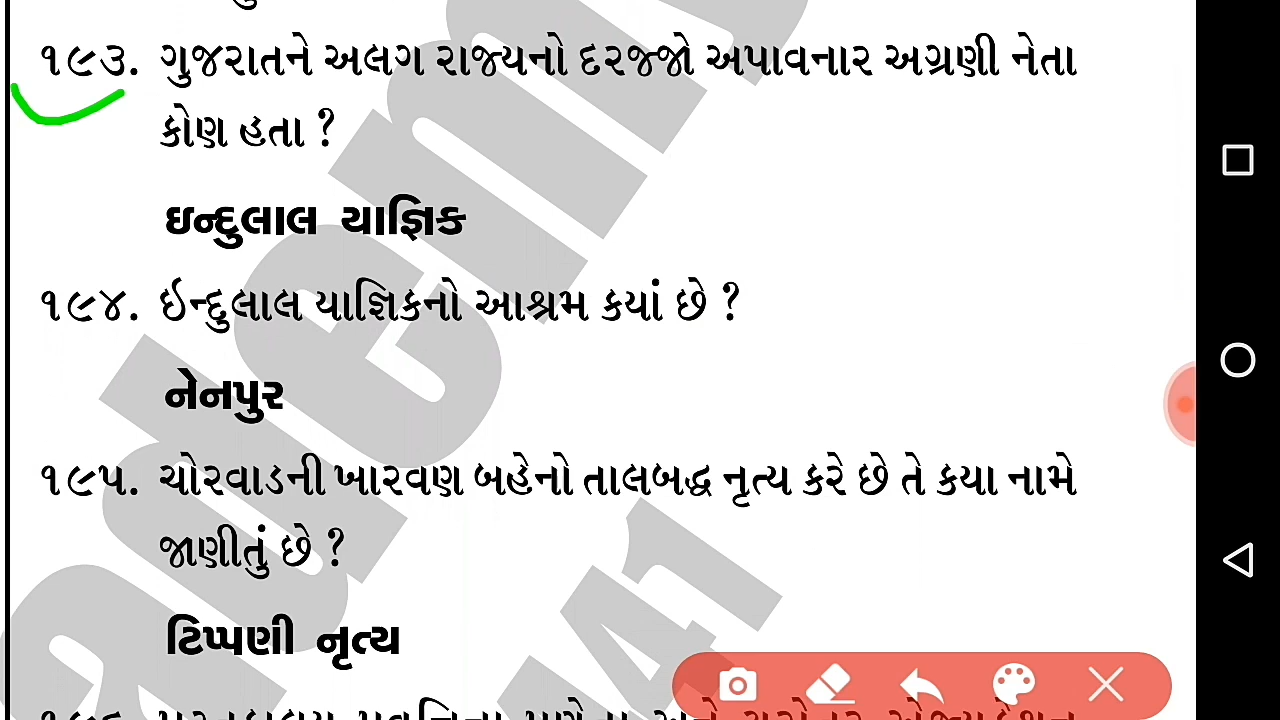 ૧૯૩. ગુજરાતને અલગ રાજ્યનો દરજ્જો અપાવનાર અગ્રણી નેતા
કોણ હતા ?
ઇન્દુલાલ યાજ્ઞિક
૧૯૪. ઇન્દુલાલ યાજ્ઞિકનો આશ્રમ કયાં છે ?
નેનપુર
૧૯૫. ચોરવાડની ખારવણ બહેનો તાલબદ્ધ નૃત્ય કરે છે તે કયા નામે
જાણીતું છે ?
ટિપ્પણી નૃત્ય